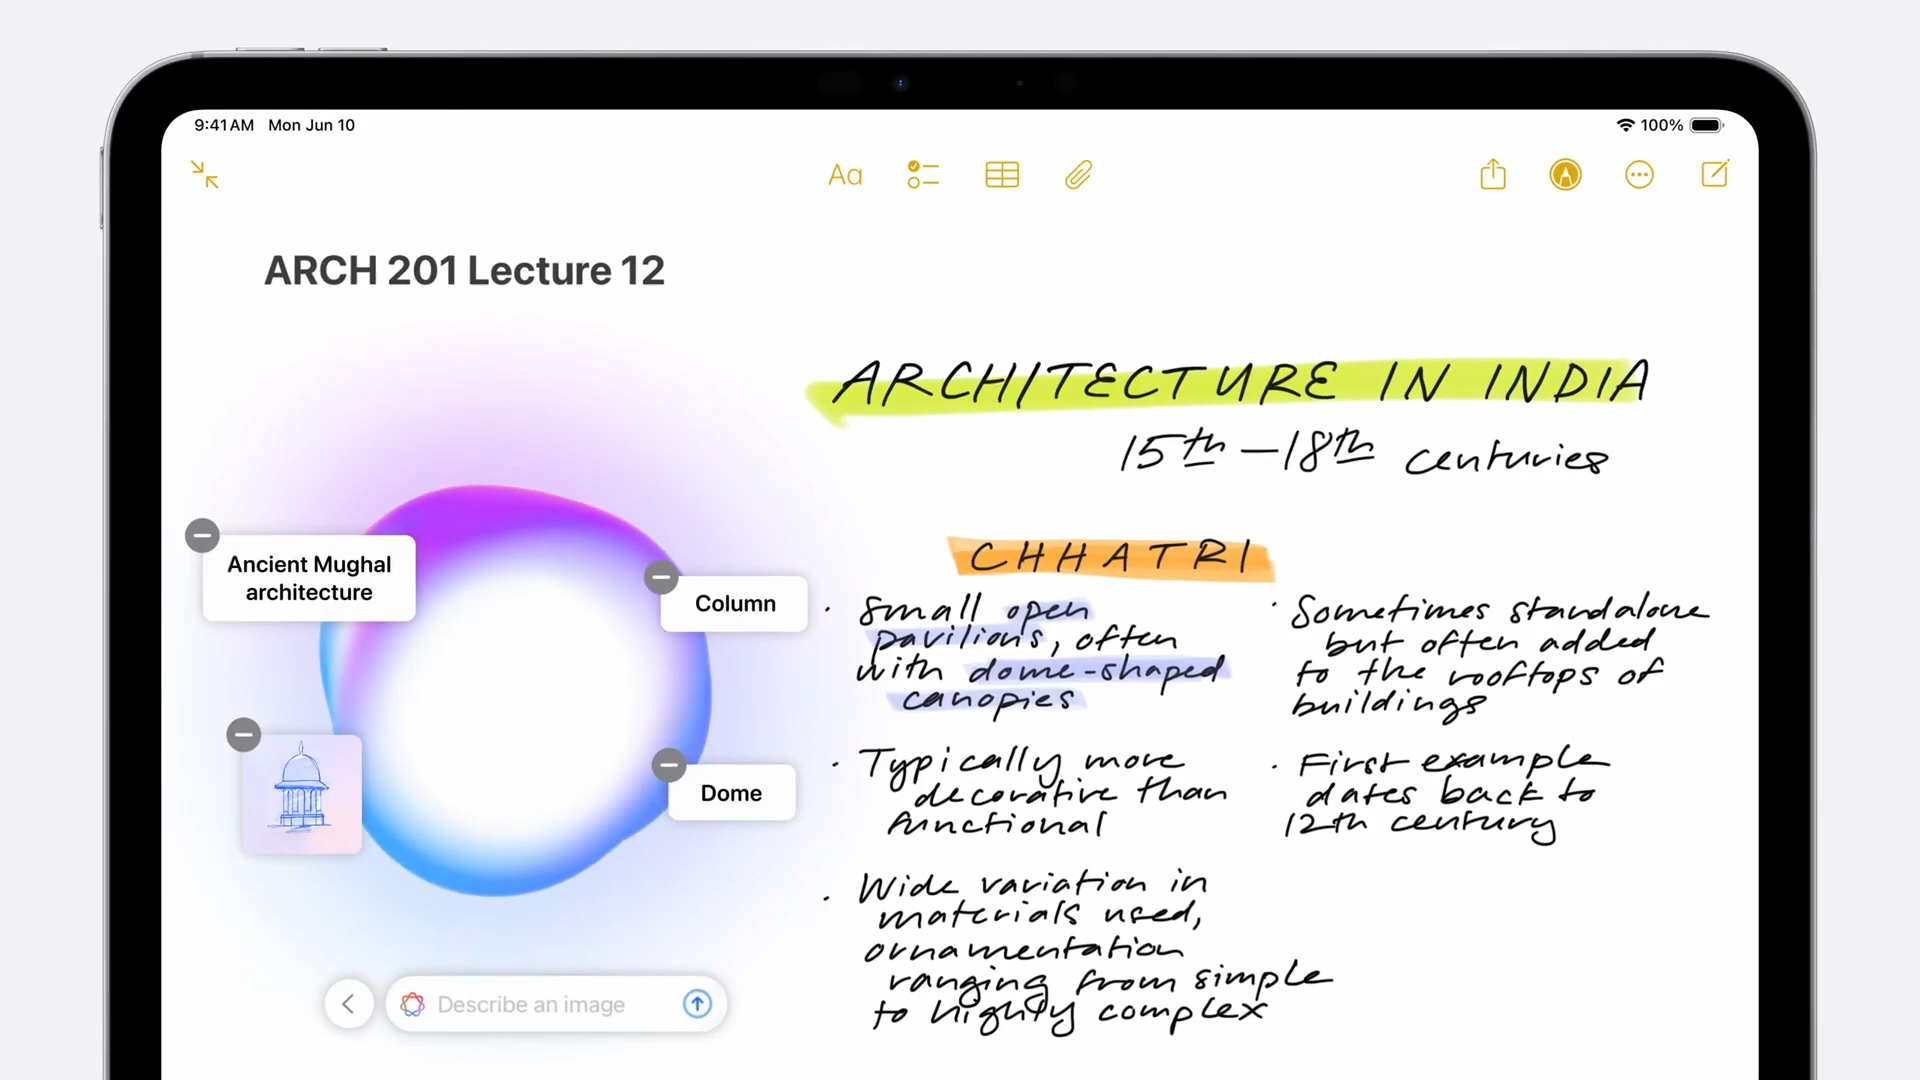 9:41 AM Mon Jun 10
100%
Aa
ARCH 201 Lecture 12
ARCHITECTURE IN INDIA
15th – 18th centuries
Ancient Mughal
architecture
Column
Dome
Describe an image
CHHATRI
· Small open
pavilions, often
with dome-shaped
canopies
· Typically more
decorative than
functional
· Wide variation in
materials used,
ornamentation
ranging from simple
to highly complex
· Sometimes standalone
but often added
to the rooftops of
buildings
· First example
dates back to
12th century